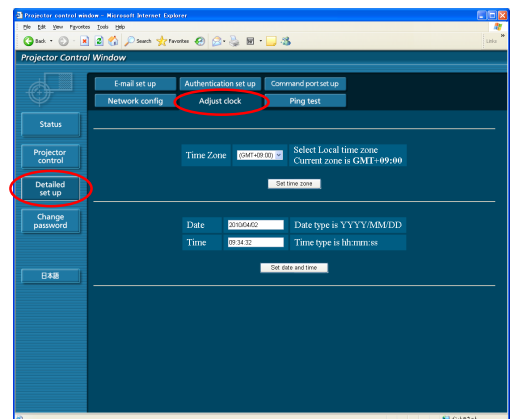 Projector control window - Microsoft Internet Explorer
File Edit View Favorites Tools Help
Back Search Favorites Links
Projector Control Window
E-mail set up Authentication set up Command port set up
Network config Adjust clock Ping test
Status
Projector control
Detailed set up
Change password
日本語
Time Zone (GMT+09:00) Select Local time zone
Current zone is GMT+09:00
Set time zone
Date 2010/04/02 Date type is YYYY/MM/DD
Time 09:34:32 Time type is hh:mm:ss
Set date and time